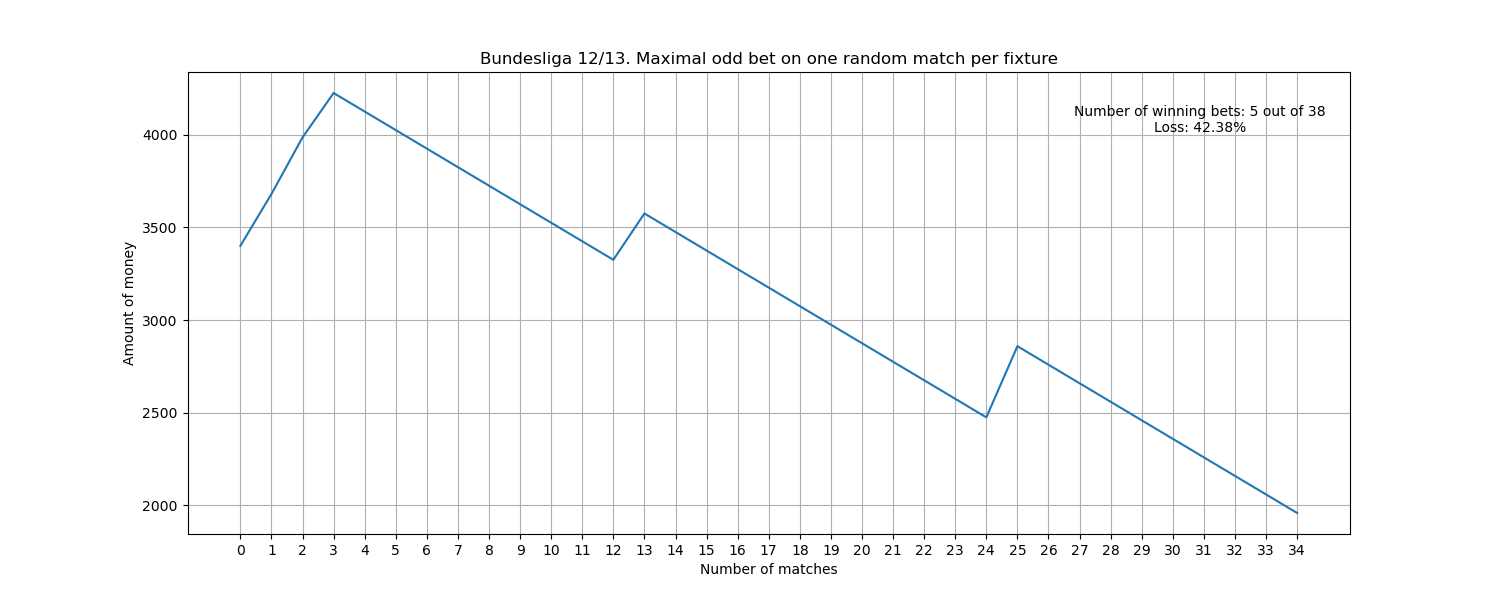 Bundesliga 12/13. Maximal odd bet on one random match per fixture
Number of winning bets: 5 out of 38
Loss: 42.38%
4000
3500
3000
2500
2000
Amount of money
0 1 2 3 4 5 6 7 8 9 10 11 12 13 14 15 16 17 18 19 20 21 22 23 24 25 26 27 28 29 30 31 32 33 34
Number of matches